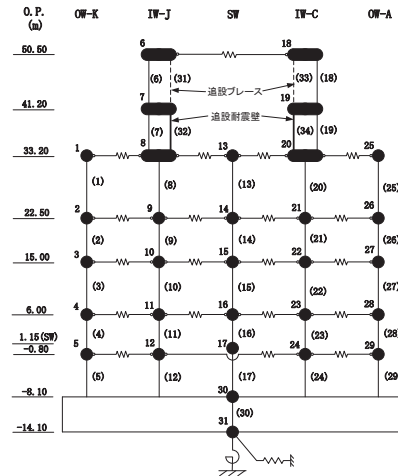 O.P. OW-K IW-J SW IW-C OW-A
(m)
50.50 6 18
(6) (31) (33) (18)
追設ブレース
41.20 7 19
追設耐震壁
(7) (32) (34) (19)
33.20 1 8 13 20 25
(1) (8) (13) (20) (25)
22.50 2 9 14 21 26
(2) (9) (14) (21) (26)
15.00 3 10 15 22 27
(3) (10) (15) (22) (27)
6.00 4 11 16 23 28
1.15(SW) (4) (11) (16) (23) (28)
-0.80 5 12 17 24 29
(5) (12) (17) (24) (29
-8.10 30
(30)
-14.10 31